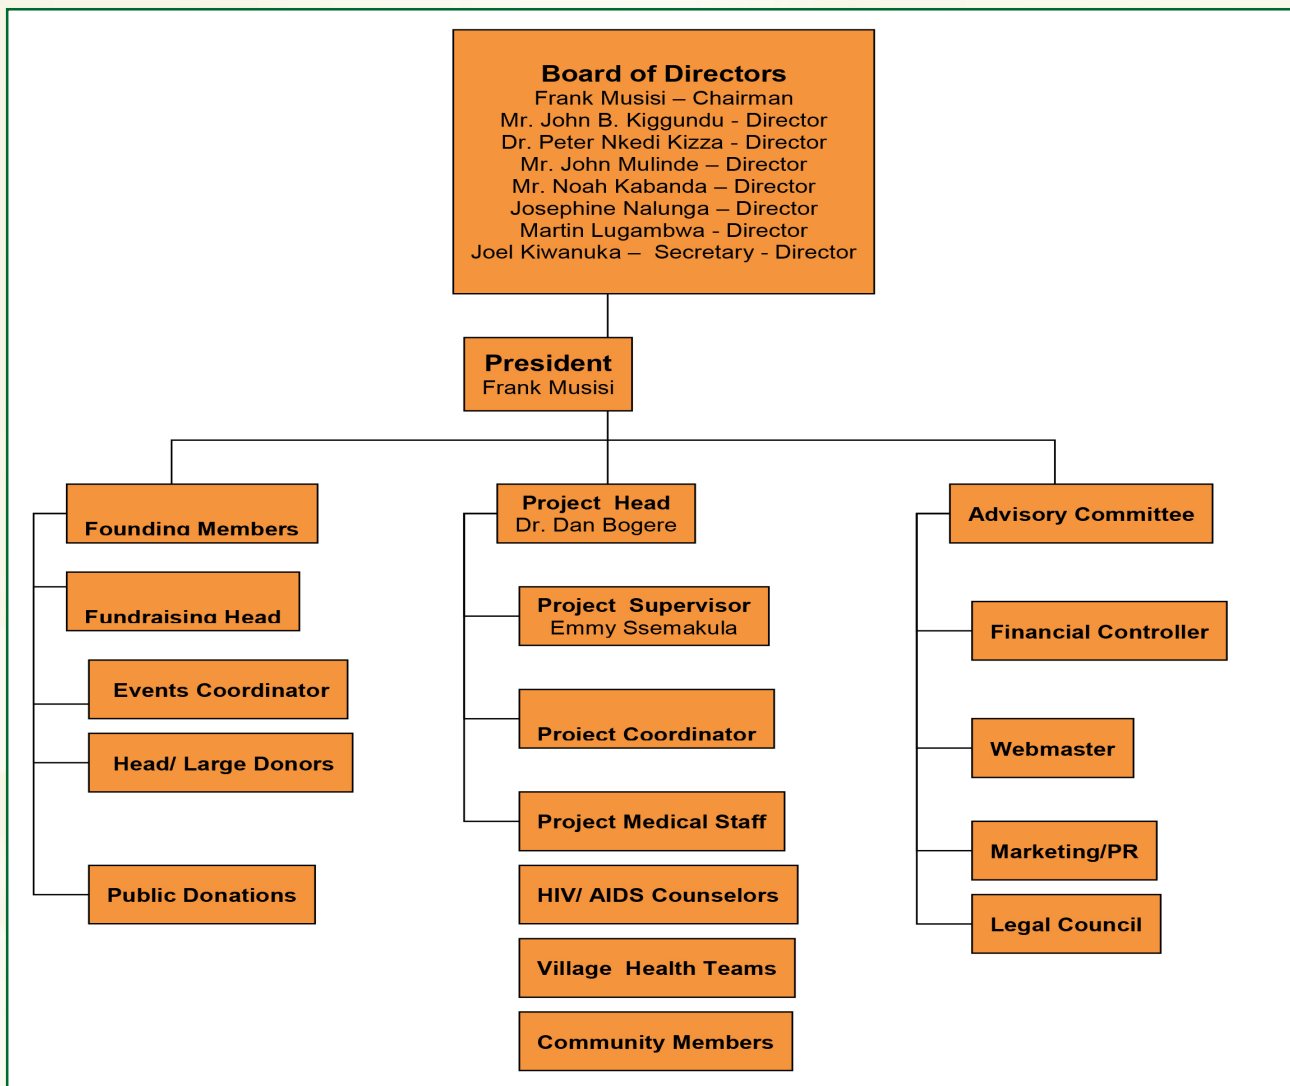 Board of Directors
Frank Musisi – Chairman
Mr. John B. Kiggundu - Director
Dr. Peter Nkedi Kizza - Director
Mr. John Mulinde – Director
Mr. Noah Kabanda – Director
Josephine Nalunga – Director
Martin Lugambwa - Director
Joel Kiwanuka –  Secretary - Director
President
Frank Musisi
Founding Members
Fundraising Head
Events Coordinator
Head/ Large Donors
Public Donations
Project  Head
Dr. Dan Bogere
Project  Supervisor
Emmy Ssemakula
Project Coordinator
Project Medical Staff
HIV/ AIDS Counselors
Village  Health Teams
Community Members
Advisory Committee
Financial Controller
Webmaster
Marketing/PR
Legal Council